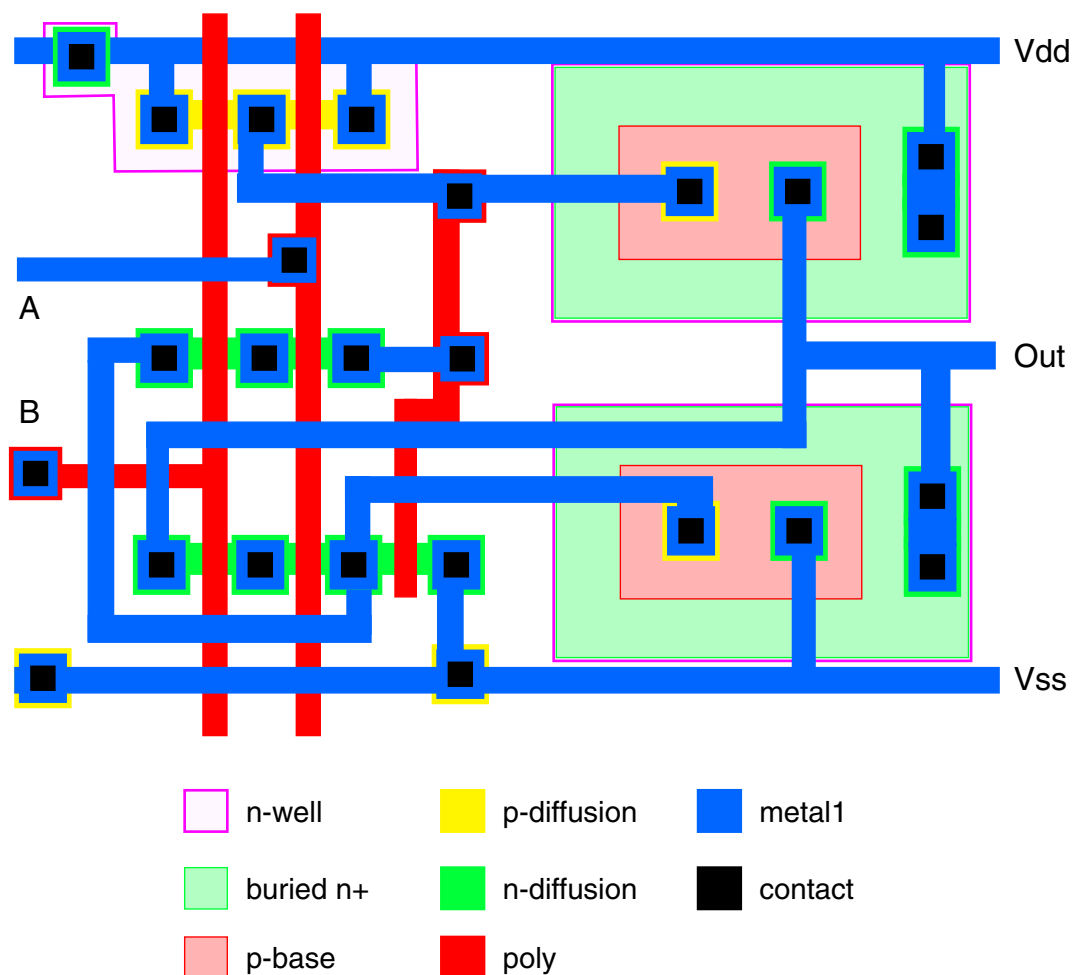 Vdd
A
Out
B
Vss
n-well
p-diffusion
metal1
buried n+
n-diffusion
contact
p-base
poly